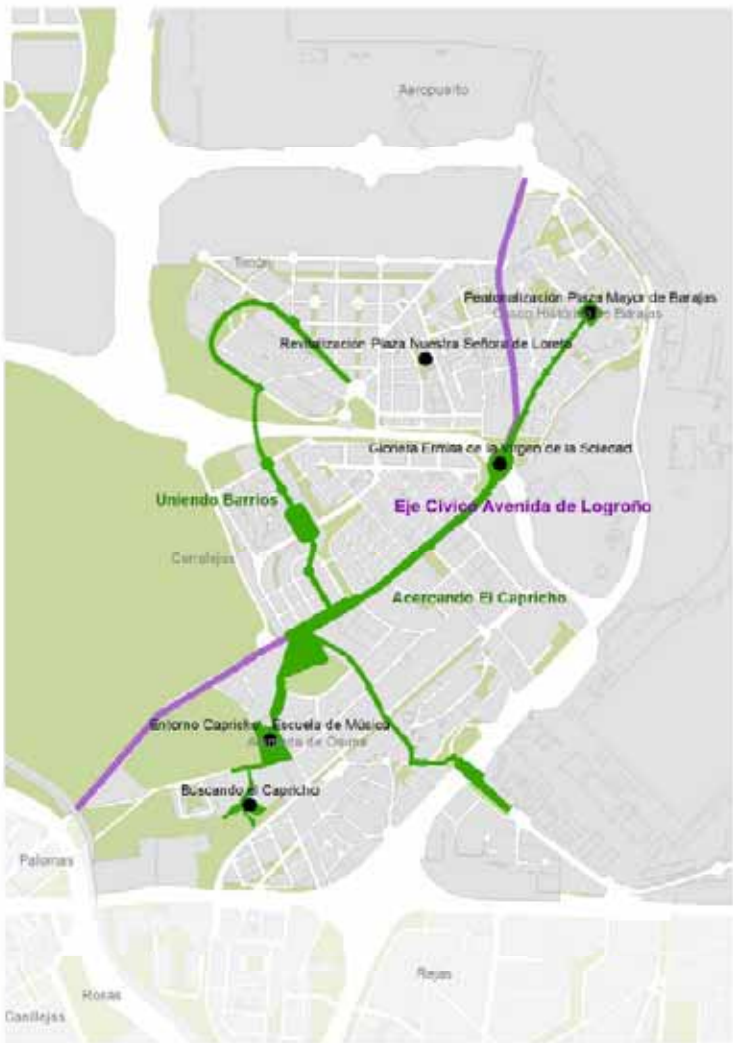 Aeropuerto
Timón
Peatonalización Plaza Mayor de Barajas
Casco Histórico de Barajas
Revitalización Plaza Nuestra Señora de Loreto
Glorieta Ermita de la Virgen de la Soledad
Uniendo Barrios
Eje Cívico Avenida de Logroño
Corralejos
Acercando El Capricho
Entorno Capricho Escuela de Música
Alameda de Osuna
Buscando el Capricho
Palomas
Rejas
Rosas
Canillejas